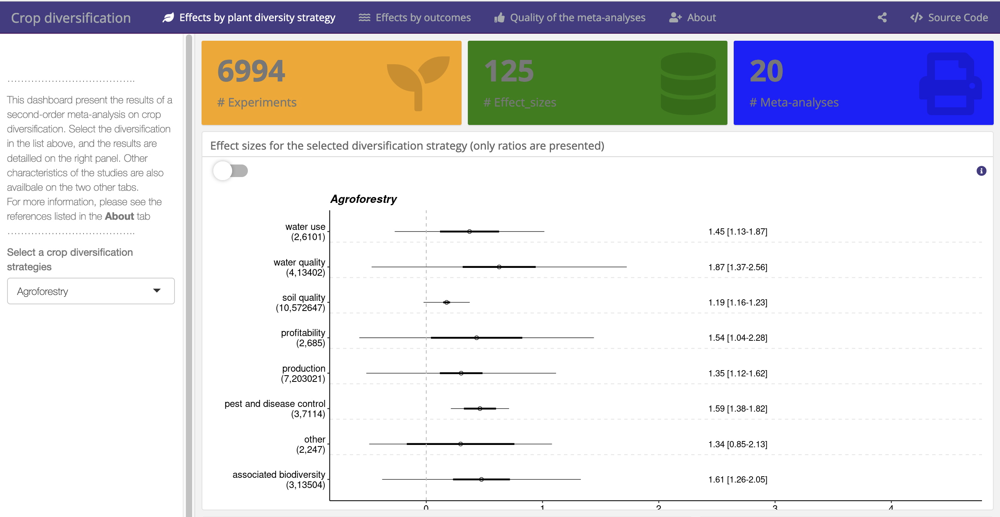 Crop diversification
Effects by plant diversity strategy
Effects by outcomes
Quality of the meta-analyses
About
Source Code
.....................................
This dashboard present the results of a
second-order meta-analysis on crop
diversification. Select the diversification
in the list above, and the results are
detailled on the right panel. Other
characteristics of the studies are also
availbale on the two other tabs.
For more information, please see the
references listed in the About tab
.....................................
Select a crop diversification
strategies
Agroforestry
6994
# Experiments
125
# Effect_sizes
20
# Meta-analyses
Effect sizes for the selected diversification strategy (only ratios are presented)
Agroforestry
water use
(2,6101)
1.45 [1.13-1.87]
water quality
(4,13402)
1.87 [1.37-2.56]
soil quality
(10,572647)
1.19 [1.16-1.23]
profitability
(2,685)
1.54 [1.04-2.28]
production
(7,203021)
1.35 [1.12-1.62]
pest and disease control
(3,7114)
1.59 [1.38-1.82]
other
(2,247)
1.34 [0.85-2.13]
associated biodiversity
(3,13504)
1.61 [1.26-2.05]
0 1 2 3 4